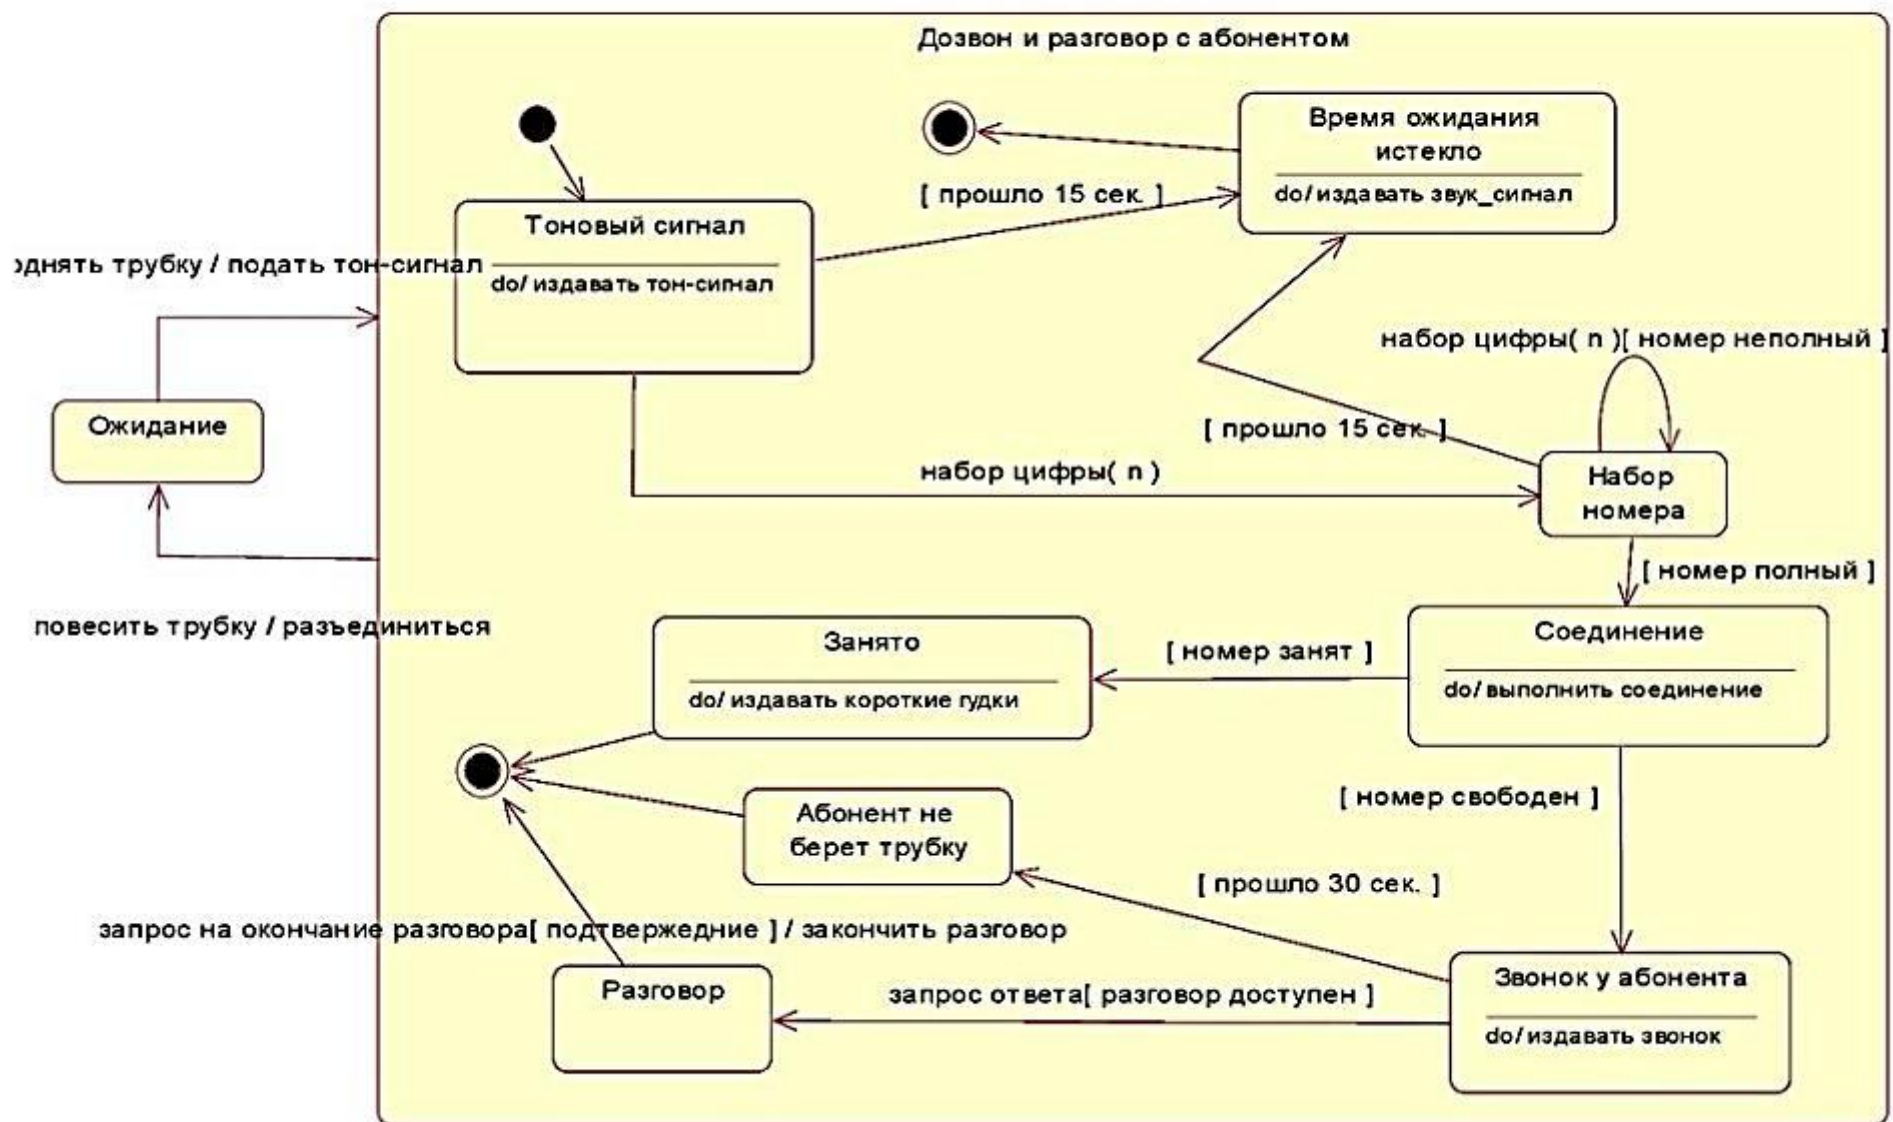 Дозвон и разговор с абонентом
Время ожидания
истекло
do/ издавать звук_сигнал
[ прошло 15 сек. ]
Тоновый сигнал
do/ издавать тон-сигнал
однять трубку / подать тон-сигнал
набор цифры( n )[ номер неполный ]
Ожидание
[ прошло 15 сек. ]
набор цифры( n )
Набор
номера
[ номер полный ]
повесить трубку / разъединиться
Занято
do/ издавать короткие гудки
[ номер занят ]
Соединение
do/ выполнить соединение
[ номер свободен ]
Абонент не
берет трубку
[ прошло 30 сек. ]
запрос на окончание разговора[ подтвержедние ] / закончить разговор
Разговор
запрос ответа[ разговор доступен ]
Звонок у абонента
do/ издавать звонок